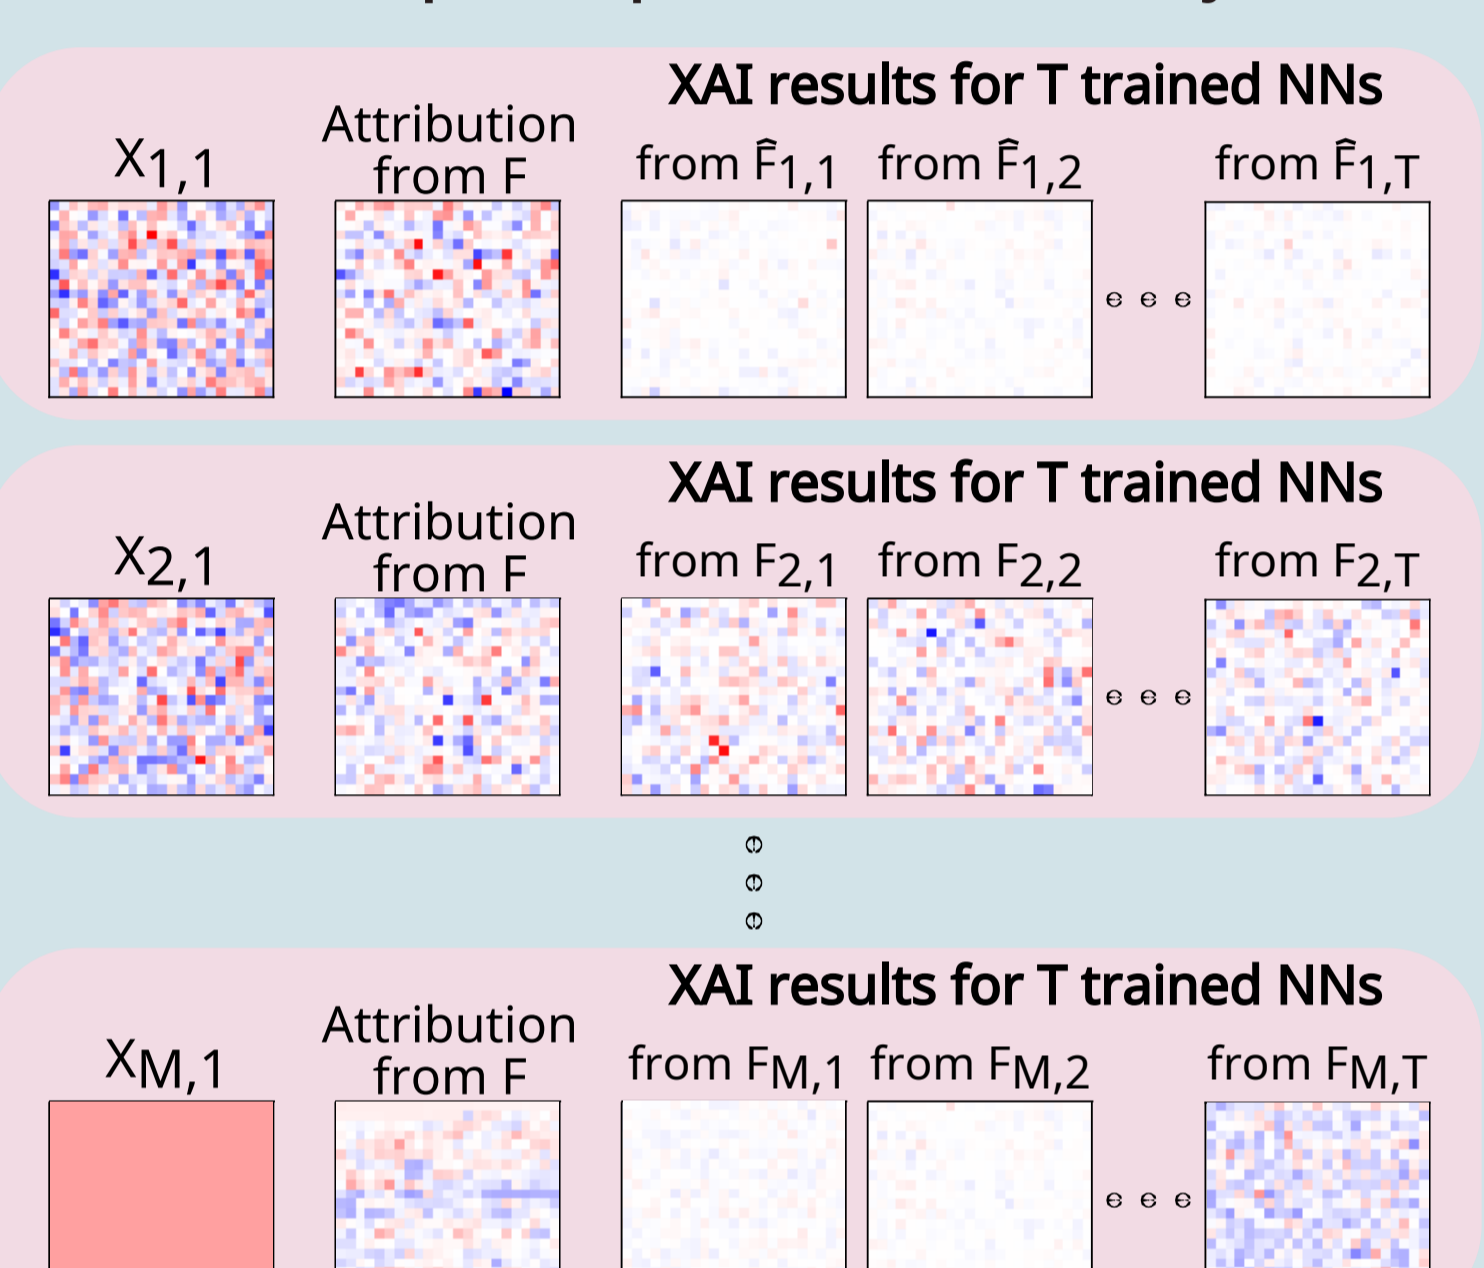 XAI results for T trained NNs
X1,1
Attribution
from F
from F̂1,1
from F̂1,2
from F̂1,T
XAI results for T trained NNs
X2,1
Attribution
from F
from F2,1
from F2,2
from F2,T
XAI results for T trained NNs
XM,1
Attribution
from F
from FM,1
from FM,2
from FM,T